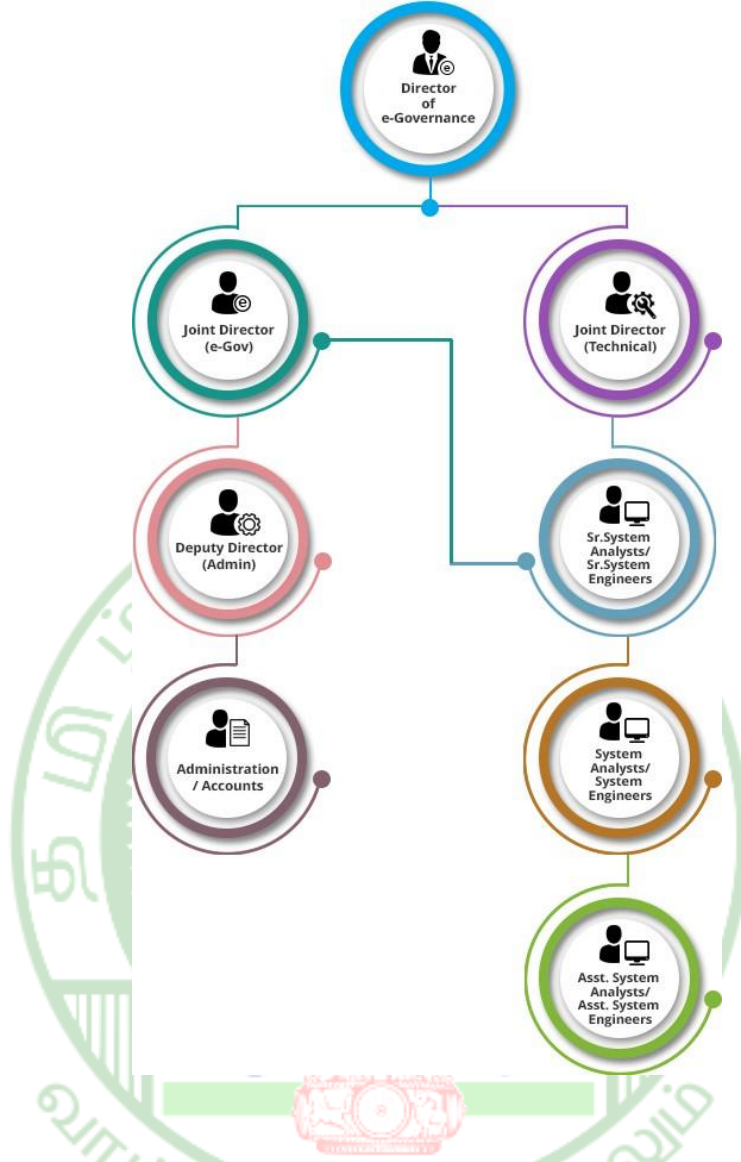 Director
of
e-Governance
Joint Director
(e-Gov)
Joint Director
(Technical)
Deputy Director
(Admin)
Sr.System
Analysts/
Sr.System
Engineers
Administration
/ Accounts
System
Analysts/
System
Engineers
Asst. System
Analysts/
Asst. System
Engineers